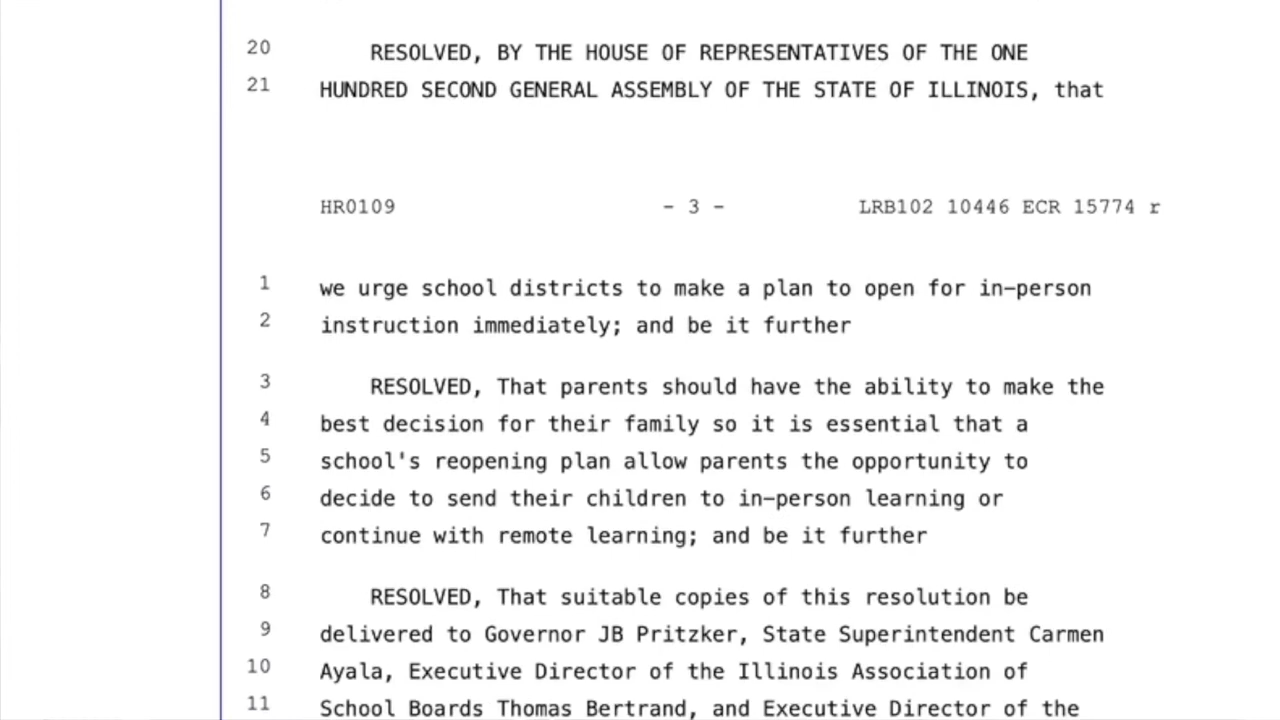 20 RESOLVED, BY THE HOUSE OF REPRESENTATIVES OF THE ONE
21 HUNDRED SECOND GENERAL ASSEMBLY OF THE STATE OF ILLINOIS, that
HR0109 - 3 - LRB102 10446 ECR 15774 r
1 we urge school districts to make a plan to open for in-person
2 instruction immediately; and be it further
3 RESOLVED, That parents should have the ability to make the
4 best decision for their family so it is essential that a
5 school's reopening plan allow parents the opportunity to
6 decide to send their children to in-person learning or
7 continue with remote learning; and be it further
8 RESOLVED, That suitable copies of this resolution be
9 delivered to Governor JB Pritzker, State Superintendent Carmen
10 Ayala, Executive Director of the Illinois Association of
11 School Boards Thomas Bertrand, and Executive Director of the